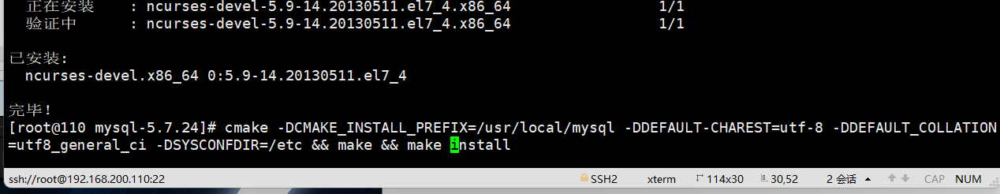 正在安装    : ncurses-devel-5.9-14.20130511.el7_4.x86_64                  1/1
验证中      : ncurses-devel-5.9-14.20130511.el7_4.x86_64                  1/1
已安装:
ncurses-devel.x86_64 0:5.9-14.20130511.el7_4
完毕！
[root@110 mysql-5.7.24]# cmake -DCMAKE_INSTALL_PREFIX=/usr/local/mysql -DDEFAULT-CHAREST=utf-8 -DDEFAULT_COLLATION
=utf8_general_ci -DSYSCONFDIR=/etc && make && make install
ssh://root@192.168.200.110:22 SSH2 xterm 114x30 30,52 2 会话 CAP NUM